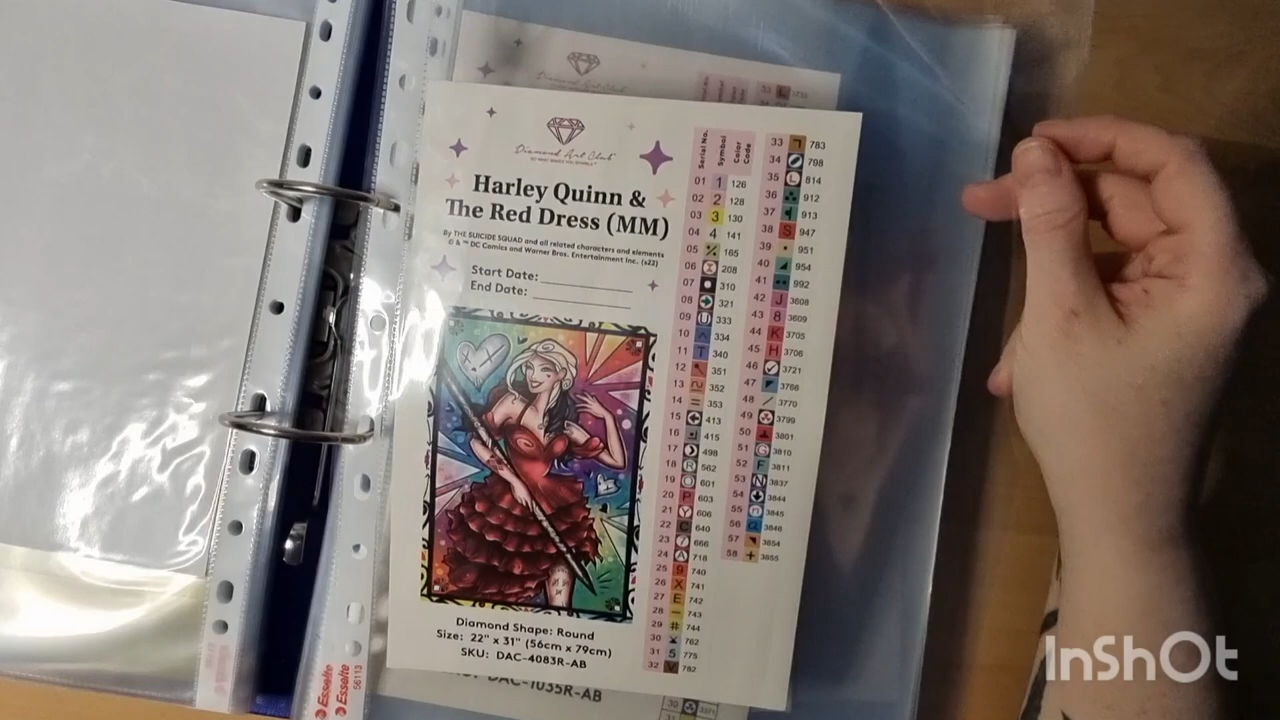 Diamond Art Club
Harley Quinn &
The Red Dress (MM)
By THE SUICIDE SQUAD and all related characters and elements
© & ™ DC Comics and Warner Bros. Entertainment Inc. (s22)
Start Date:
End Date:
Diamond Shape: Round
Size: 22" x 31" (56cm x 79cm)
SKU: DAC-4083R-AB
Serial No. Symbol Color Code
01 1 126
02 2 128
03 3 130
04 4 141
05 165
06 208
07 310
08 321
09 U 333
10 334
11 T 340
12 351
13 352
14 = 353
15 413
16 415
17 498
18 R 562
19 601
20 P 603
21 Y 606
22 C 640
23 7 666
24 A 718
25 9 740
26 X 741
27 E 742
28 – 743
29 # 744
30 762
31 5 775
32 V 782
33 783
34 798
35 L 814
36 912
37 913
38 S 947
39 951
40 954
41 992
42 J 3608
43 8 3609
44 K 3705
45 H 3706
46 3721
47 3766
48 / 3770
49 3799
50 3801
51 G 3810
52 F 3811
53 N 3837
54 3844
55 3845
56 3846
57 3854
58 + 3855
DAC-1035R-AB
Esselte
Esselte
56113
InShOt